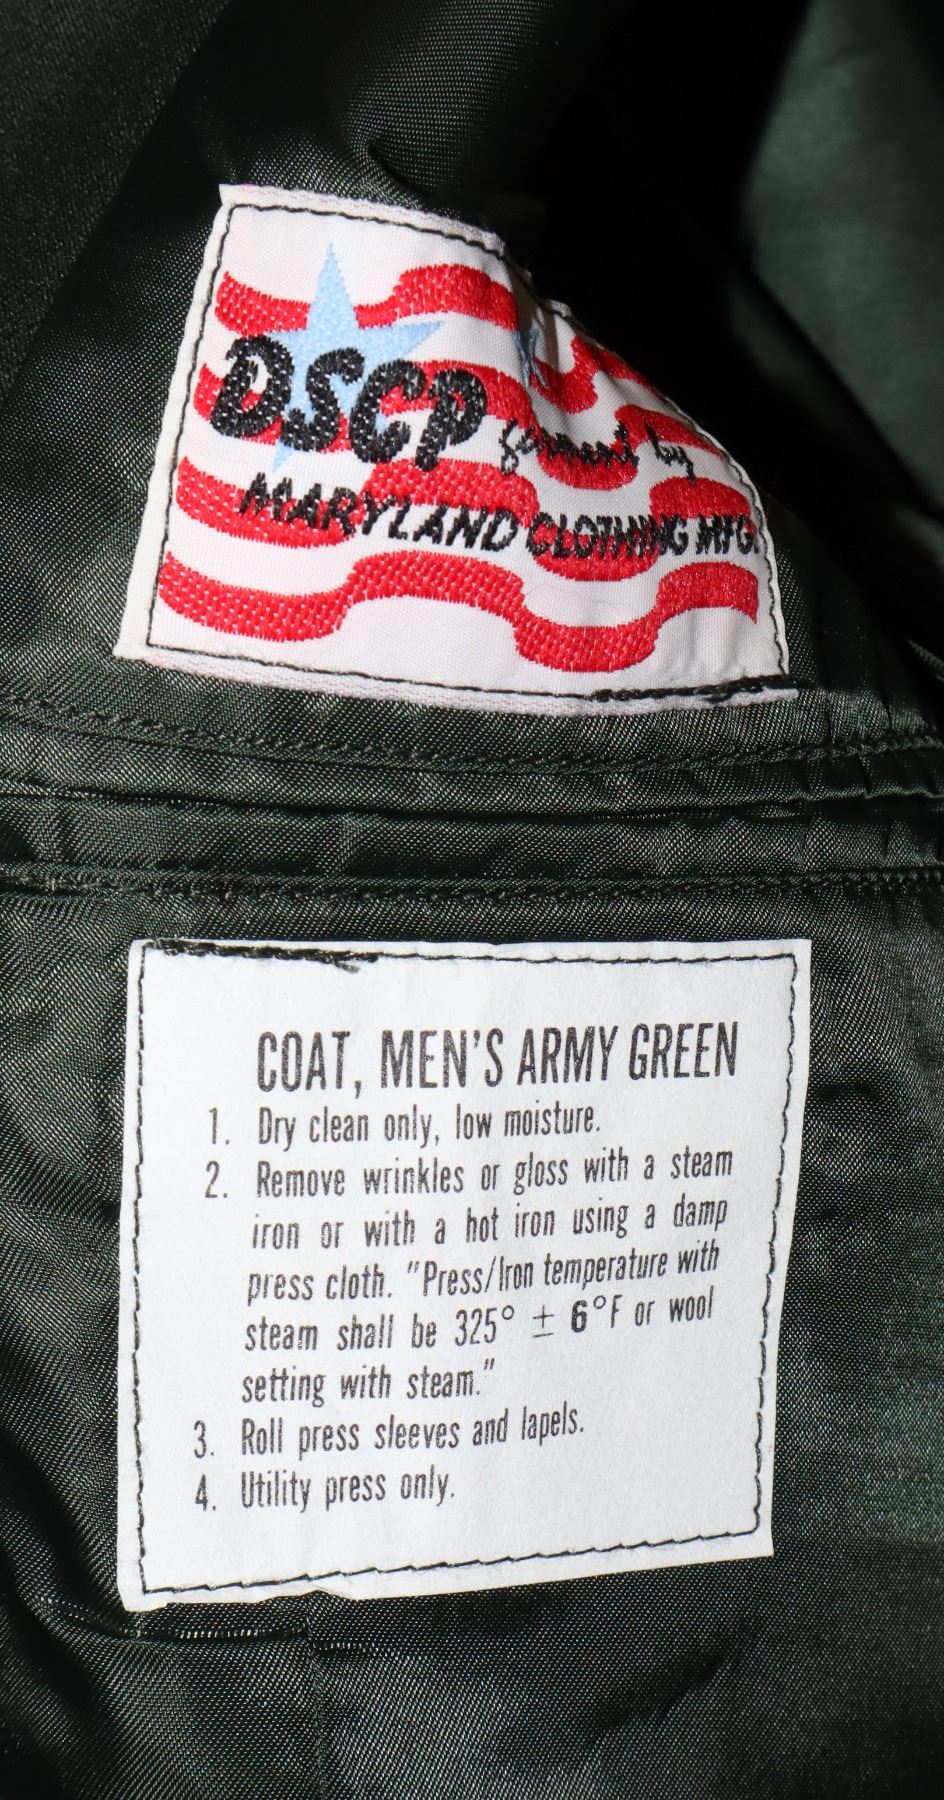 DSCP garment by
MARYLAND CLOTHING MFG.
COAT, MEN'S ARMY GREEN
1. Dry clean only, low moisture.
2. Remove wrinkles or gloss with a steam
iron or with a hot iron using a damp
press cloth. "Press/Iron temperature with
steam shall be 325° ± 6°F or wool
setting with steam."
3. Roll press sleeves and lapels.
4. Utility press only.